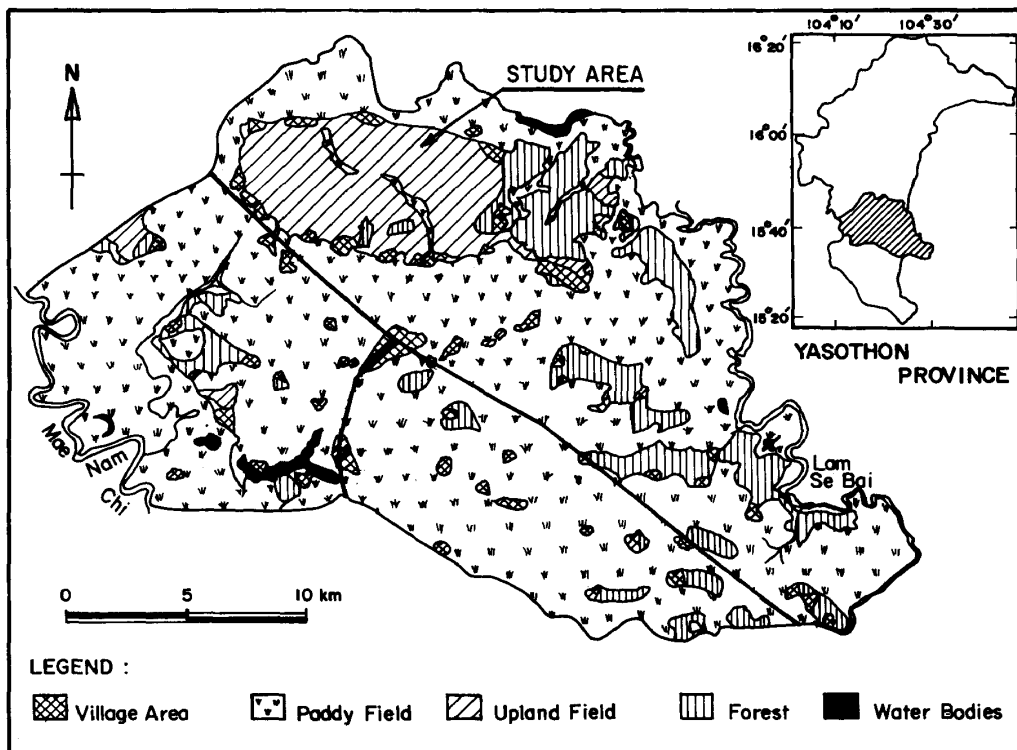 104°10' 104°30'
16°20'
16°00'
15°40'
15°20'
N
STUDY AREA
YASOTHON
PROVINCE
Mae
Nam
Chi
Lam
Se Bai
0 5 10 km
LEGEND :
Village Area Paddy Field Upland Field Forest Water Bodies